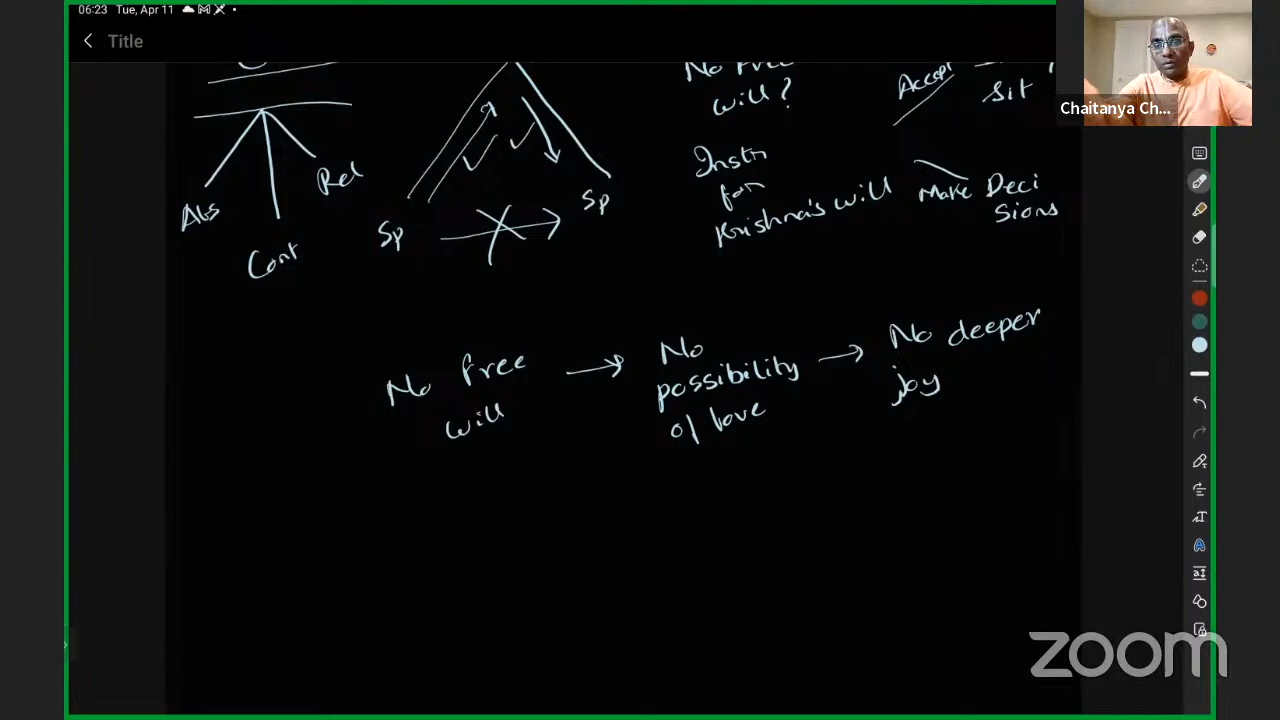 06:23 Tue, Apr 11
Title
Chaitanya Ch...
No Free
will?
Accept
Sit
Instn
for
Krishna's will
Make Deci
sions
Abs
Cont
Rel
Sp
Sp
No free
will
No
possibility
of love
No deeper
joy
zoom